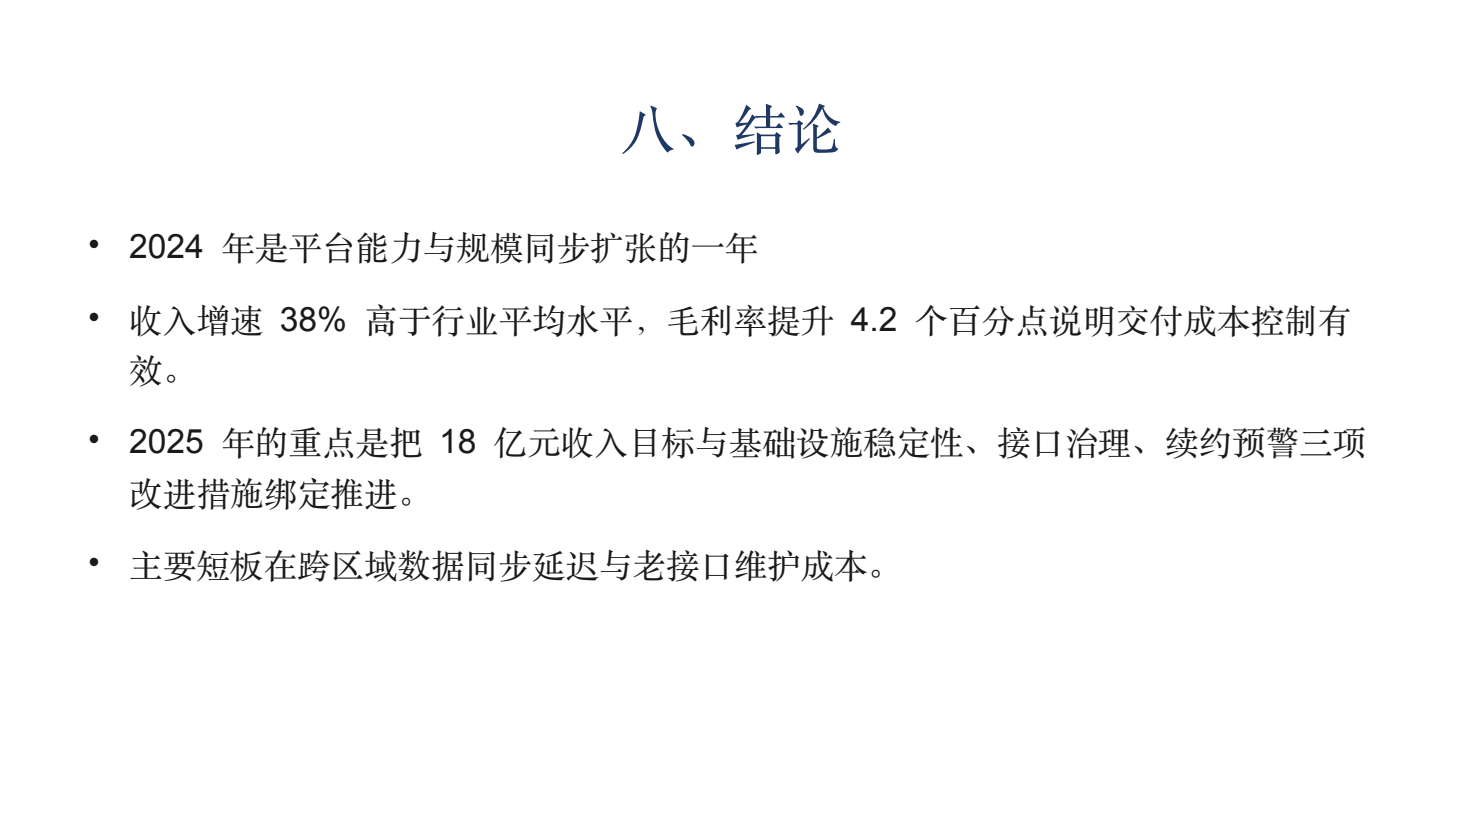 八、结论
• 2024 年是平台能力与规模同步扩张的一年
• 收入增速 38% 高于行业平均水平，毛利率提升 4.2 个百分点说明交付成本控制有
效。
• 2025 年的重点是把 18 亿元收入目标与基础设施稳定性、接口治理、续约预警三项
改进措施绑定推进。
• 主要短板在跨区域数据同步延迟与老接口维护成本。